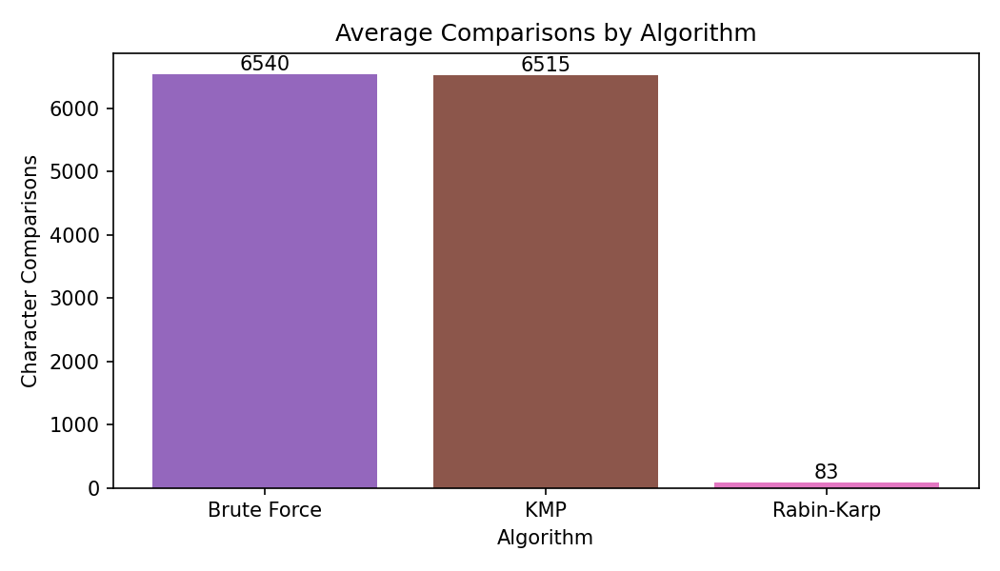 Average Comparisons by Algorithm
6540
6515
83
6000
5000
4000
3000
2000
1000
0
Character Comparisons
Brute Force
KMP
Rabin-Karp
Algorithm